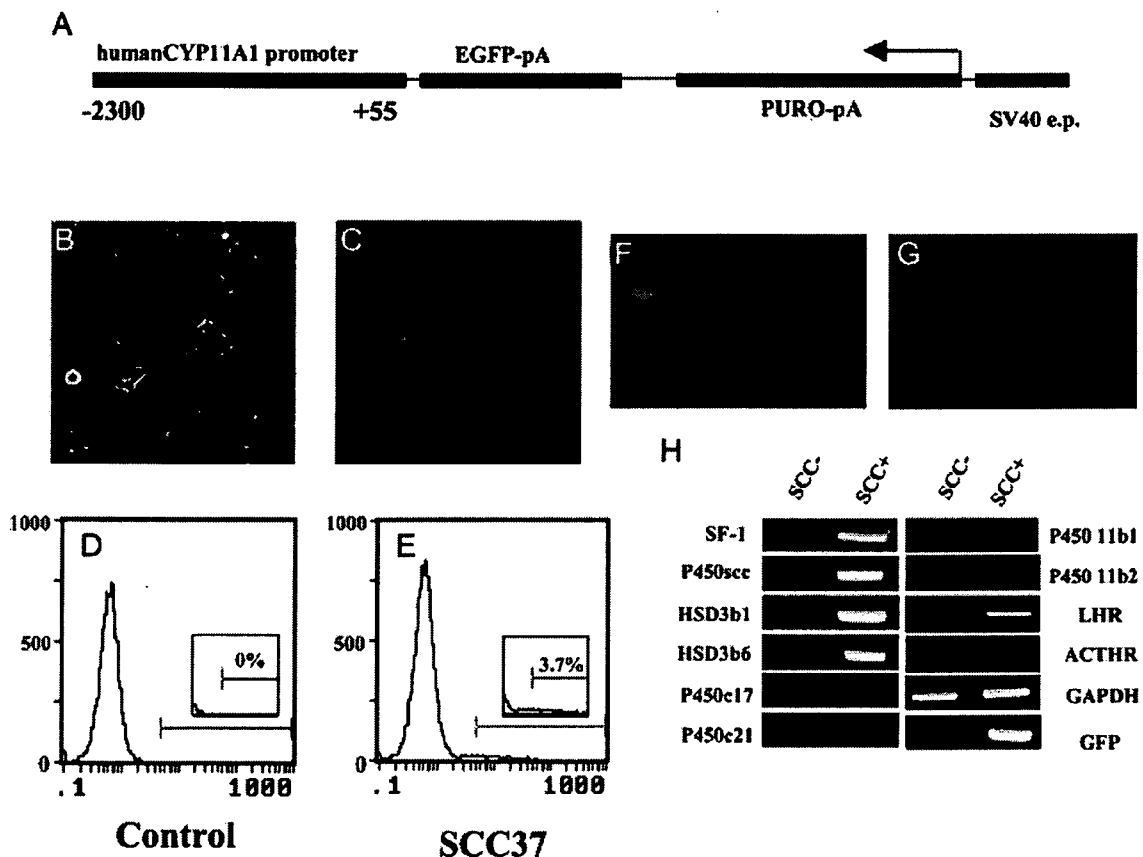 A
humanCYP11A1 promoter
EGFP-pA
-2300
+55
PURO-pA
SV40 e.p.
B
C
F
G
H
SCC-
SCC+
SCC-
SCC+
SF-1
P450 11b1
P450scc
P450 11b2
HSD3b1
LHR
HSD3b6
ACTHR
P450c17
GAPDH
P450c21
GFP
1000
D
0%
500
0
.1
1000
Control
1000
E
3.7%
500
0
.1
1000
SCC37